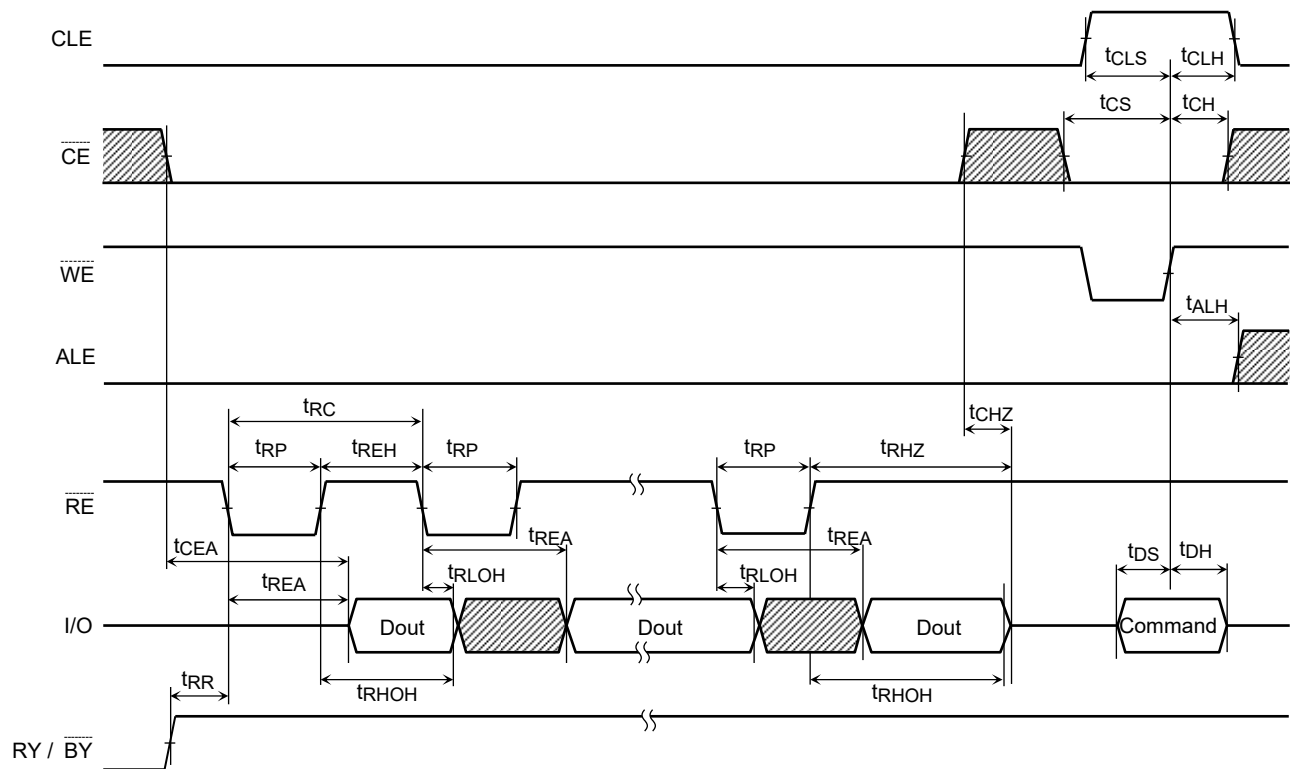 CLE
tCLS
tCLH
tCS
tCH
CE
WE
tALH
ALE
tRC
tCHZ
tRP
tREH
tRP
tRP
tRHZ
RE
tCEA
tREA
tREA
tDS
tDH
tREA
tRLOH
tRLOH
I/O
Dout
Dout
Dout
Command
tRR
tRHOH
tRHOH
RY / BY